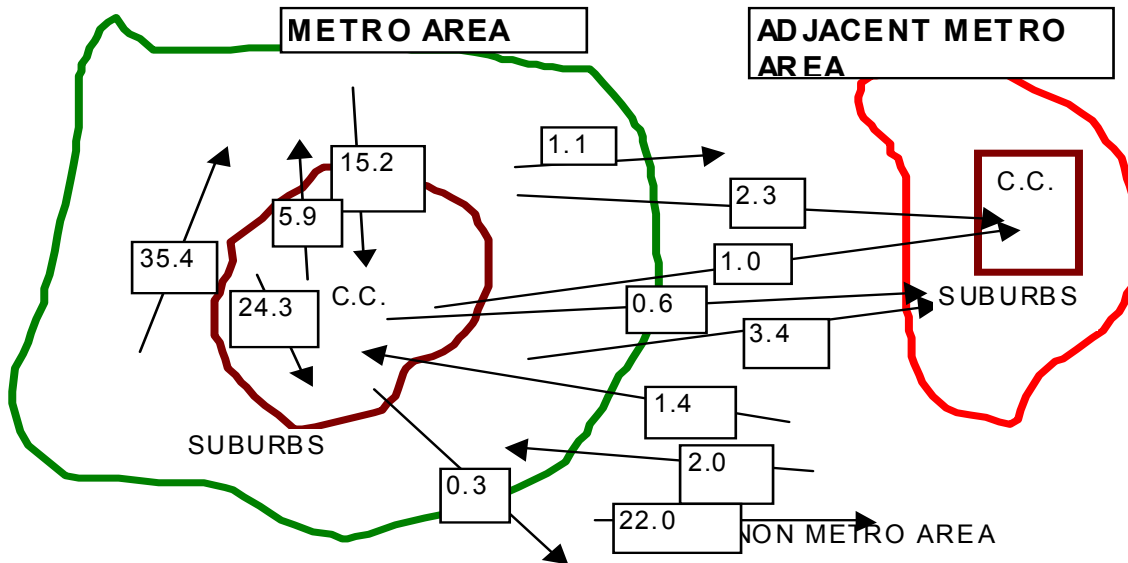 METRO AREA
ADJACENT METRO
AREA
1.1
15.2
C.C.
2.3
5.9
35.4
1.0
24.3
C.C.
0.6
SUBURBS
3.4
1.4
SUBURBS
2.0
0.3
22.0
NON METRO AREA